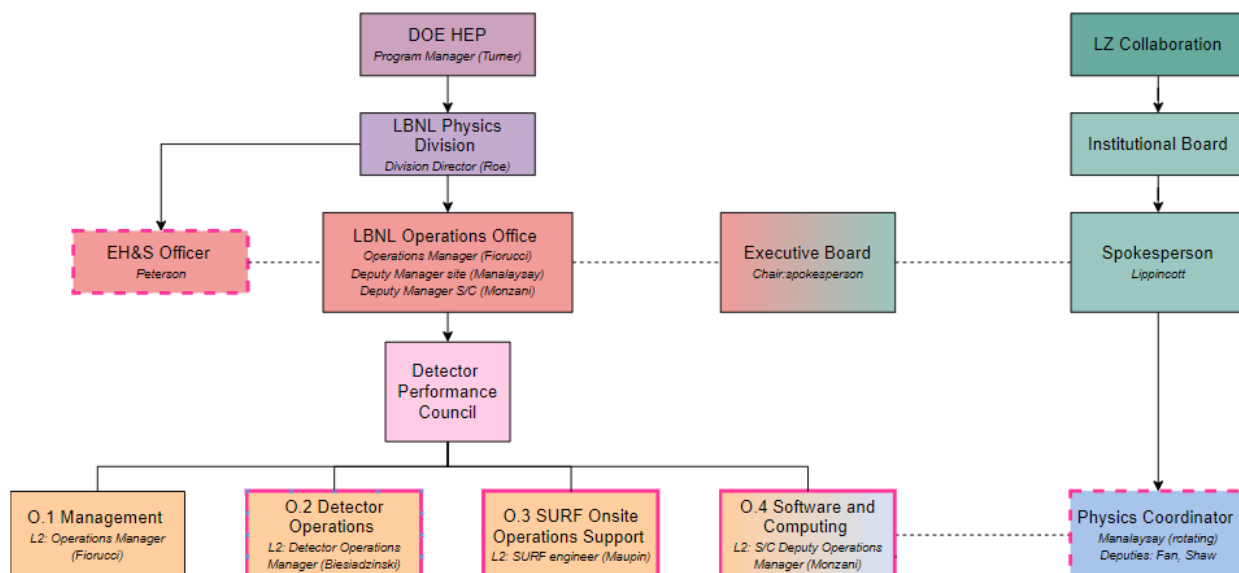 DOE HEP
Program Manager (Turner)
LZ Collaboration
LBNL Physics
Division
Division Director (Roe)
Institutional Board
EH&S Officer
Peterson
LBNL Operations Office
Operations Manager (Fiorucci)
Deputy Manager site (Manalaysay)
Deputy Manager S/C (Monzani)
Executive Board
Chair:spokesperson
Spokesperson
Lippincott
Detector
Performance
Council
O.1 Management
L2: Operations Manager
(Fiorucci)
O.2 Detector
Operations
L2: Detector Operations
Manager (Biesiadzinski)
O.3 SURF Onsite
Operations Support
L2: SURF engineer (Maupin)
O.4 Software and
Computing
L2: S/C Deputy Operations
Manager (Monzani)
Physics Coordinator
Manalaysay (rotating)
Deputies: Fan, Shaw